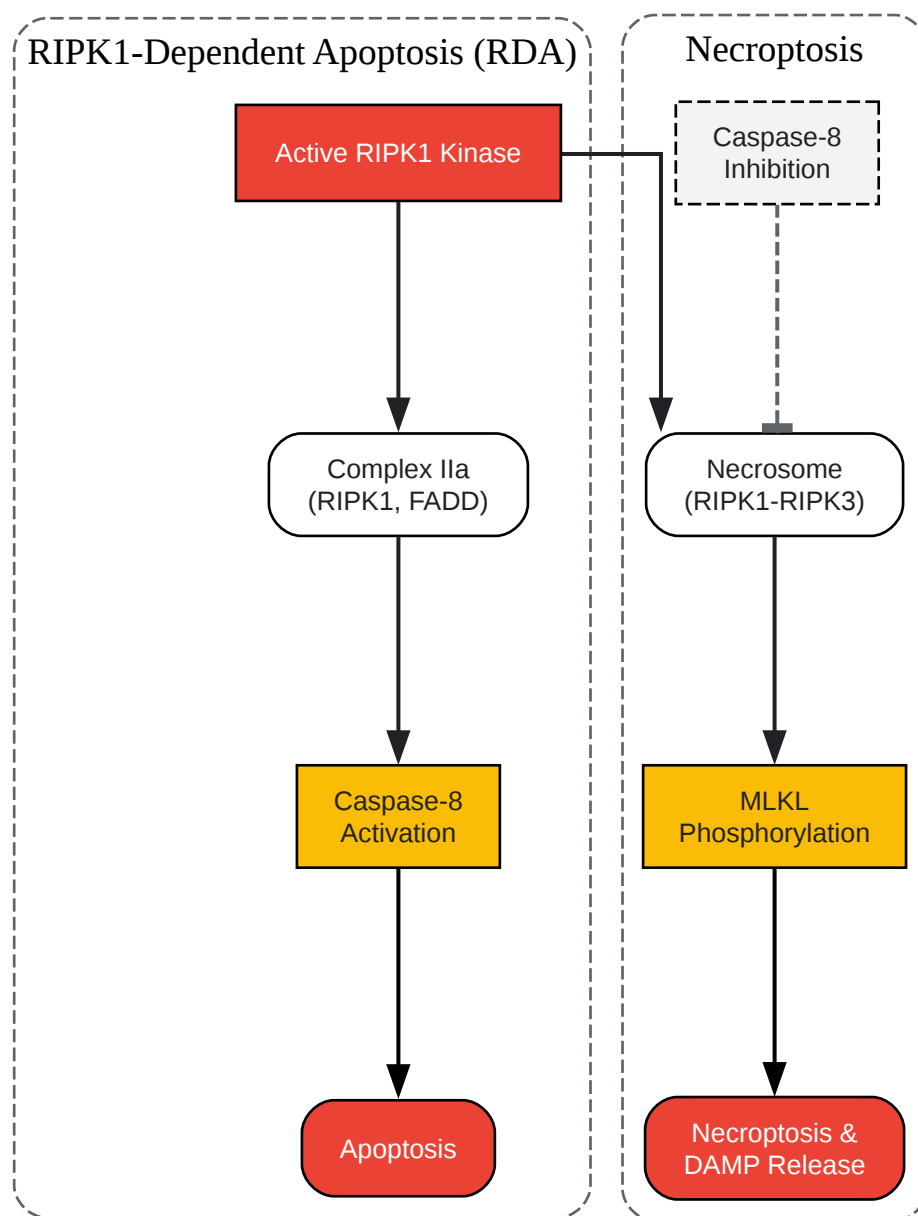 RIPK1-Dependent Apoptosis (RDA)
Necroptosis
Active RIPK1 Kinase
Caspase-8
Inhibition
Complex IIa
(RIPK1, FADD)
Necrosome
(RIPK1-RIPK3)
Caspase-8
Activation
MLKL
Phosphorylation
Apoptosis
Necroptosis &
DAMP Release